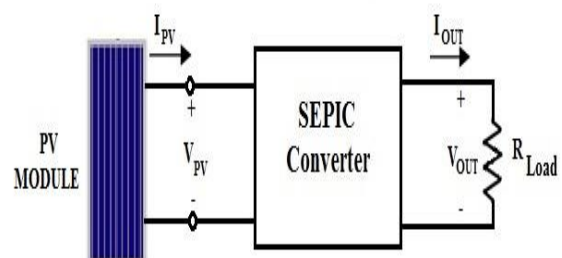 I_PV
I_OUT
PV
MODULE
+
V_PV
-
SEPIC
Converter
+
V_OUT
-
R_Load